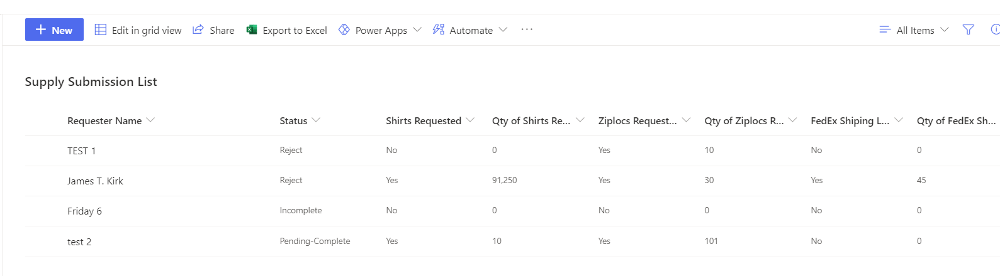 New Edit in grid view Share Export to Excel Power Apps Automate ... All Items
Supply Submission List
Requester Name Status Shirts Requested Qty of Shirts Re... Ziplocs Request... Qty of Ziplocs R... FedEx Shiping L... Qty of FedEx Sh...
TEST 1 Reject No 0 Yes 10 No 0
James T. Kirk Reject Yes 91,250 Yes 30 Yes 45
Friday 6 Incomplete No 0 No 0 No 0
test 2 Pending-Complete Yes 10 Yes 101 No 0